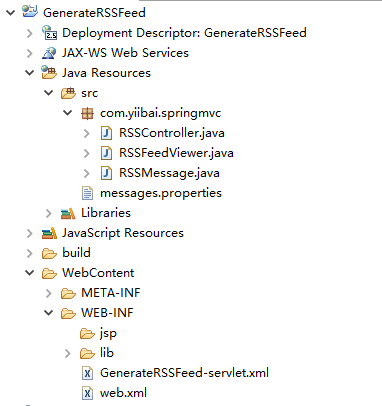 GenerateRSSFeed
Deployment Descriptor: GenerateRSSFeed
JAX-WS Web Services
Java Resources
src
com.yiibai.springmvc
RSSController.java
RSSFeedViewer.java
RSSMessage.java
messages.properties
Libraries
JavaScript Resources
build
WebContent
META-INF
WEB-INF
jsp
lib
GenerateRSSFeed-servlet.xml
web.xml